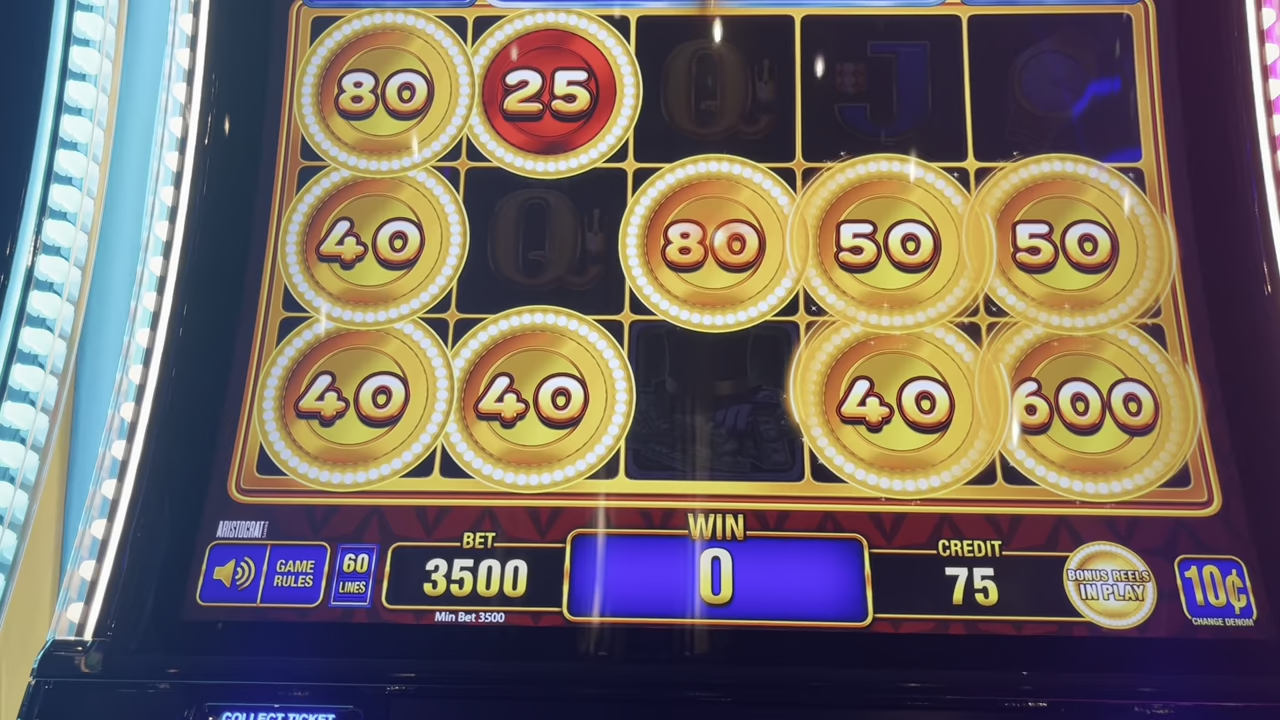 80 25 Q J
40 Q 80 50 50
40 40 40 600
ARISTOCRAT
WIN
BET
CREDIT
GAME
RULES
60
LINES
3500
0
75
BONUS REELS
IN PLAY
10¢
Min Bet 3500
CHANGE DENOM
COLLECT TICKET